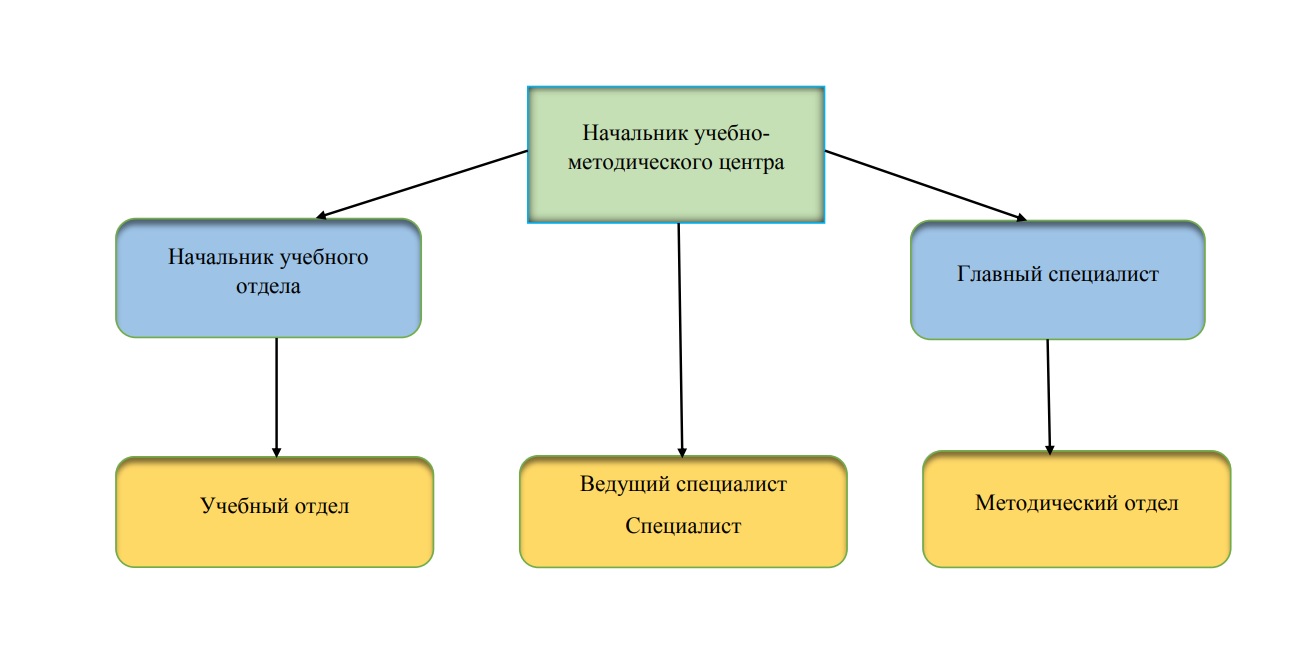 Начальник учебно-
методического центра
Начальник учебного
отдела
Главный специалист
Учебный отдел
Ведущий специалист
Специалист
Методический отдел